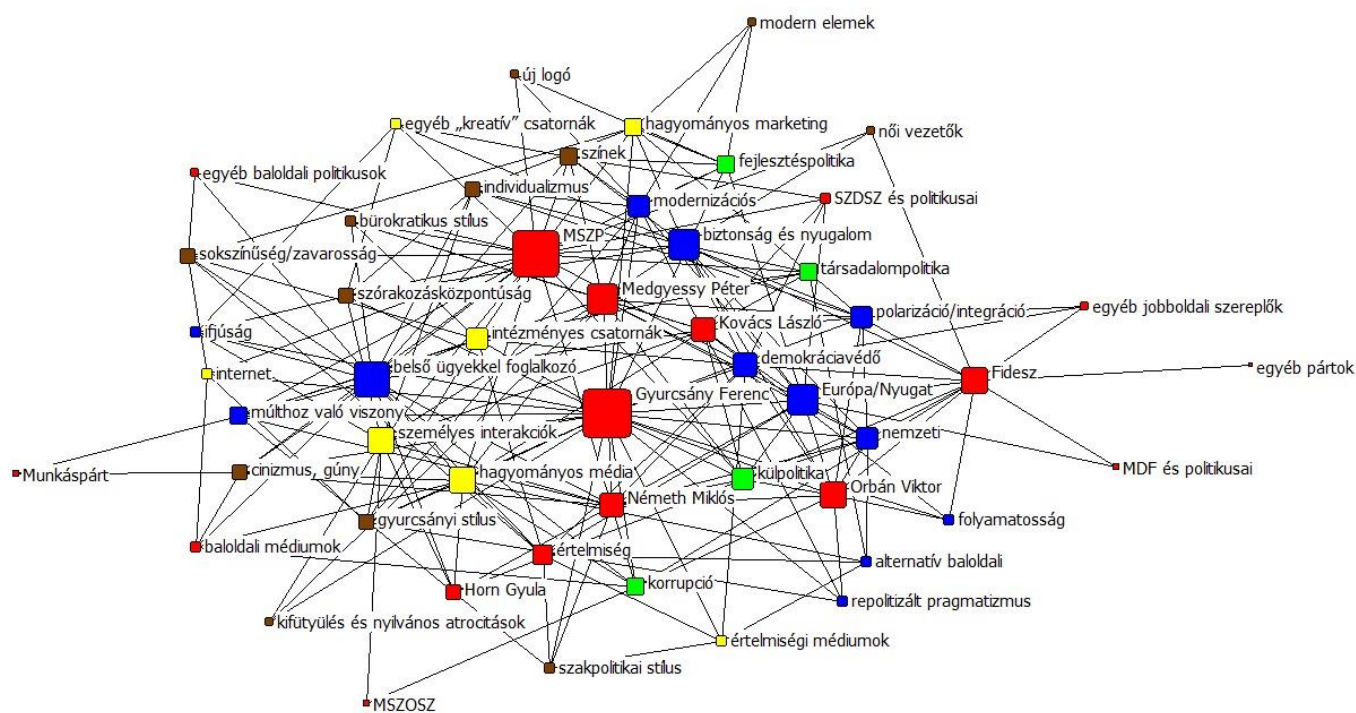 modern elemek
új logó
egyéb „kreatív” csatornák
hagyományos marketing
női vezetők
színek
fejlesztéspolitika
egyéb baloldali politikusok
individualizmus
modernizációs
SZDSZ és politikusai
bürokratikus stílus
MSZP
biztonság és nyugalom
sokszínűség/zavarosság
társadalompolitika
szórakozásközpontúság
Medgyessy Péter
polarizáció/integráció
egyéb jobboldali szereplők
ifjúság
intézményes csatornák
Kovács László
demokráciavédő
egyéb pártok
internet
belső ügyekkel foglalkozó
Fidesz
Gyurcsány Ferenc
Európa/Nyugat
múlthoz való viszony
személyes interakciók
nemzeti
Munkáspárt
cinizmus, gúny
hagyományos média
külpolitika
MDF és politikusai
Németh Miklós
Orbán Viktor
gyurcsányi stílus
folyamatosság
baloldali médiumok
értelmiség
alternatív baloldali
Horn Gyula
korrupció
repolitizált pragmatizmus
kifütyülés és nyilvános atrocitások
értelmiségi médiumok
szakpolitikai stílus
MSZOSZ